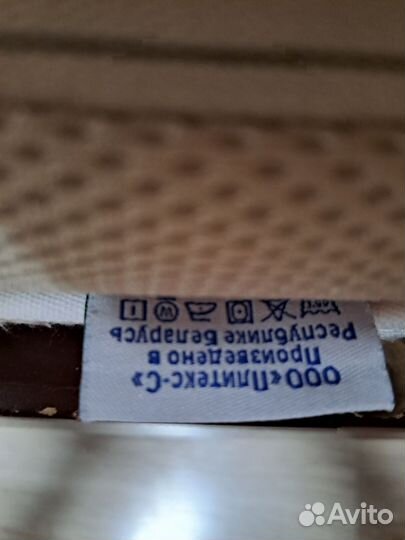 ООО «Плитекс-С»
Произведено в
Республике Беларусь
Avito